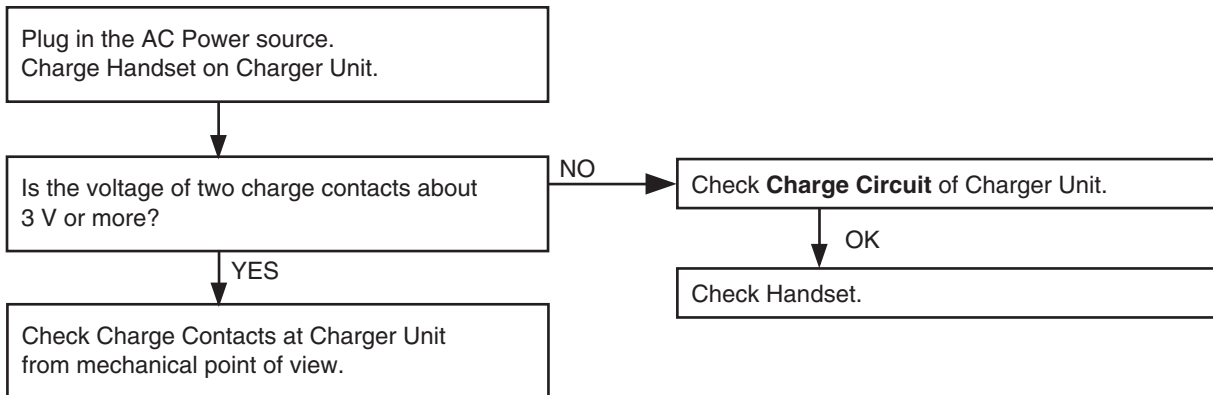 Plug in the AC Power source.
Charge Handset on Charger Unit.
Is the voltage of two charge contacts about
3 V or more?
NO
Check Charge Circuit of Charger Unit.
OK
Check Handset.
YES
Check Charge Contacts at Charger Unit
from mechanical point of view.